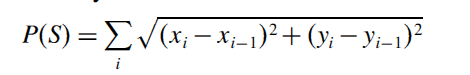 P(S) = ∑_i √((x_i − x_{i−1})² + (y_i − y_{i−1})²)